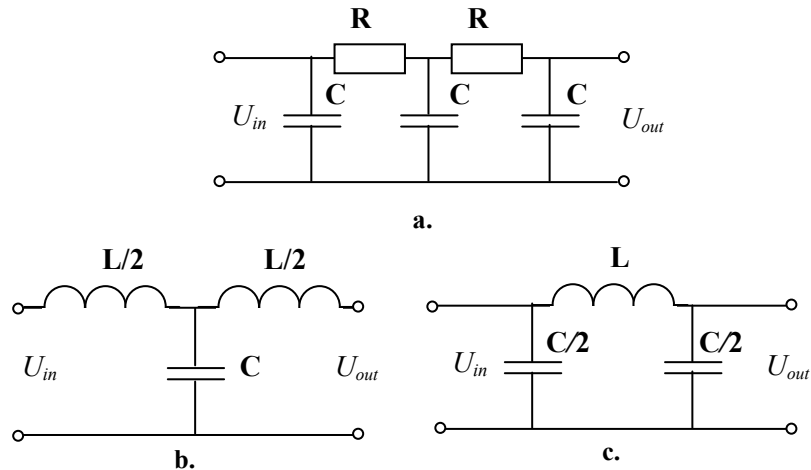 R R
C C C
U_in U_out
a.
L/2 L/2
U_in C U_out
b.
L
C/2 C/2
U_in U_out
c.